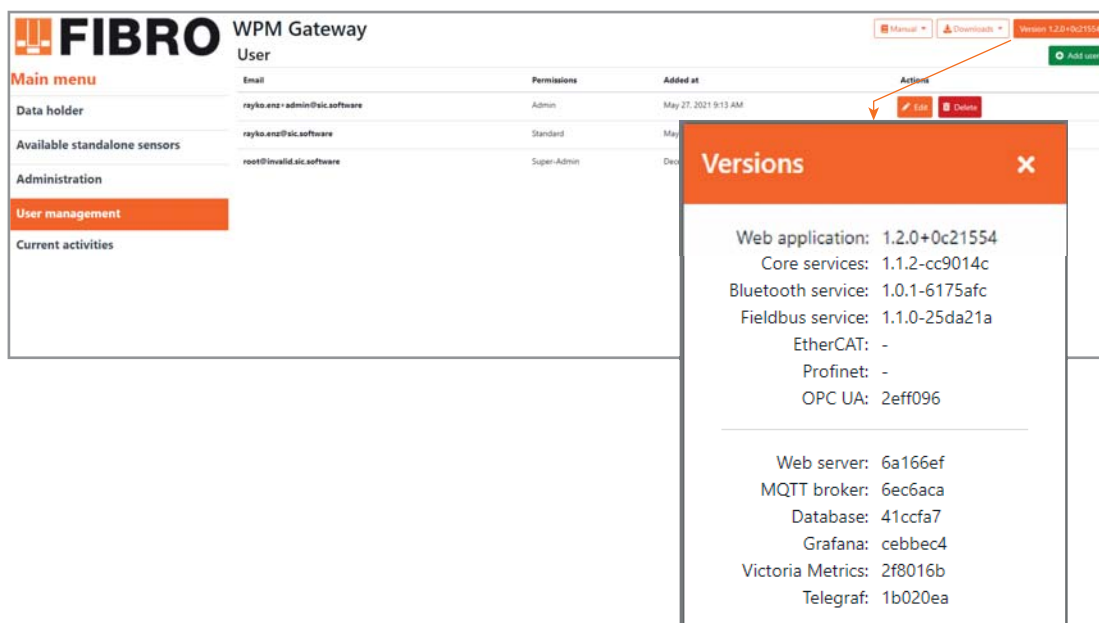 FIBRO
WPM Gateway
Manual
Downloads
Version 1.2.0+0c21554
User
Add user
Main menu
Data holder
Available standalone sensors
Administration
User management
Current activities
Email Permissions Added at Actions
rayko.enz+admin@sic.software Admin May 27, 2021 9:13 AM Edit Delete
rayko.enz@sic.software Standard May
root@invalid.sic.software Super-Admin Dece
Versions
Web application: 1.2.0+0c21554
Core services: 1.1.2-cc9014c
Bluetooth service: 1.0.1-6175afc
Fieldbus service: 1.1.0-25da21a
EtherCAT: -
Profinet: -
OPC UA: 2eff096
Web server: 6a166ef
MQTT broker: 6ec6aca
Database: 41ccfa7
Grafana: cebbec4
Victoria Metrics: 2f8016b
Telegraf: 1b020ea